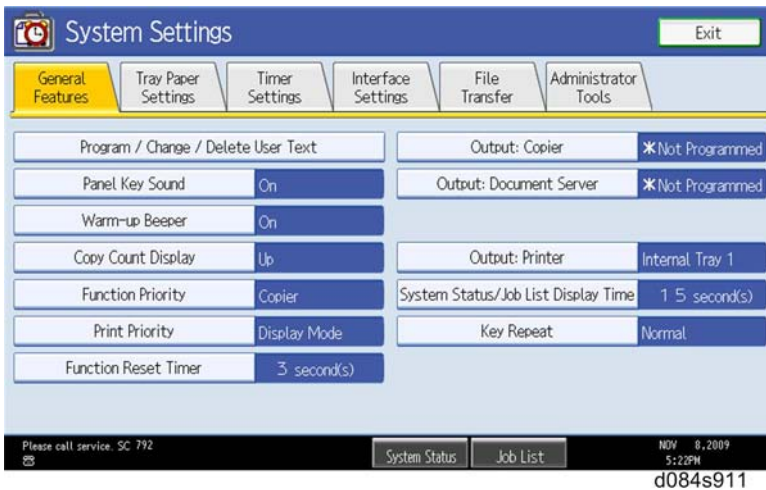 System Settings
Exit
General
Features
Tray Paper
Settings
Timer
Settings
Interface
Settings
File
Transfer
Administrator
Tools
Program / Change / Delete User Text
Output: Copier
✱Not Programmed
Panel Key Sound
On
Output: Document Server
✱Not Programmed
Warm-up Beeper
On
Copy Count Display
Up
Output: Printer
Internal Tray 1
Function Priority
Copier
System Status/Job List Display Time
1 5 second(s)
Print Priority
Display Mode
Key Repeat
Normal
Function Reset Timer
3 second(s)
Please call service. SC 792
System Status
Job List
NOV 8,2009
5:22PM
d084s911